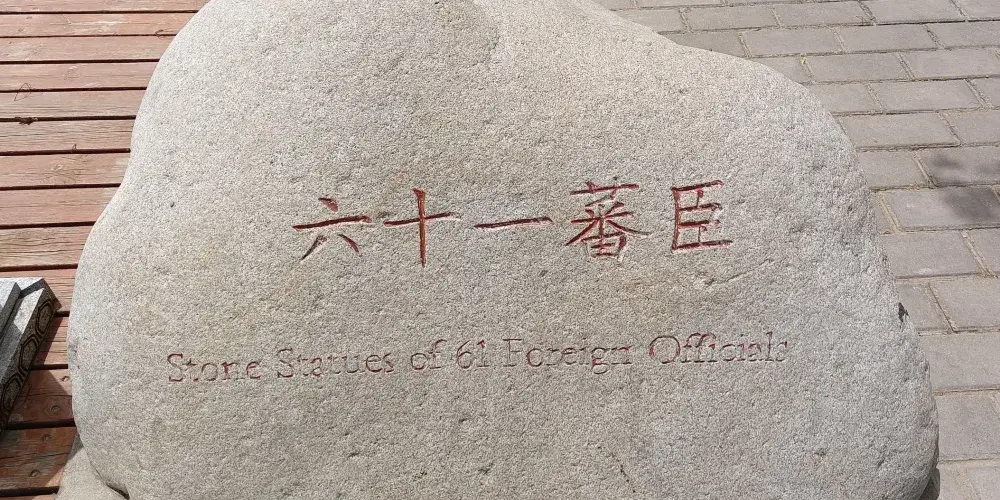 六十一蕃臣
Stone Statues of 61 Foreign Officials